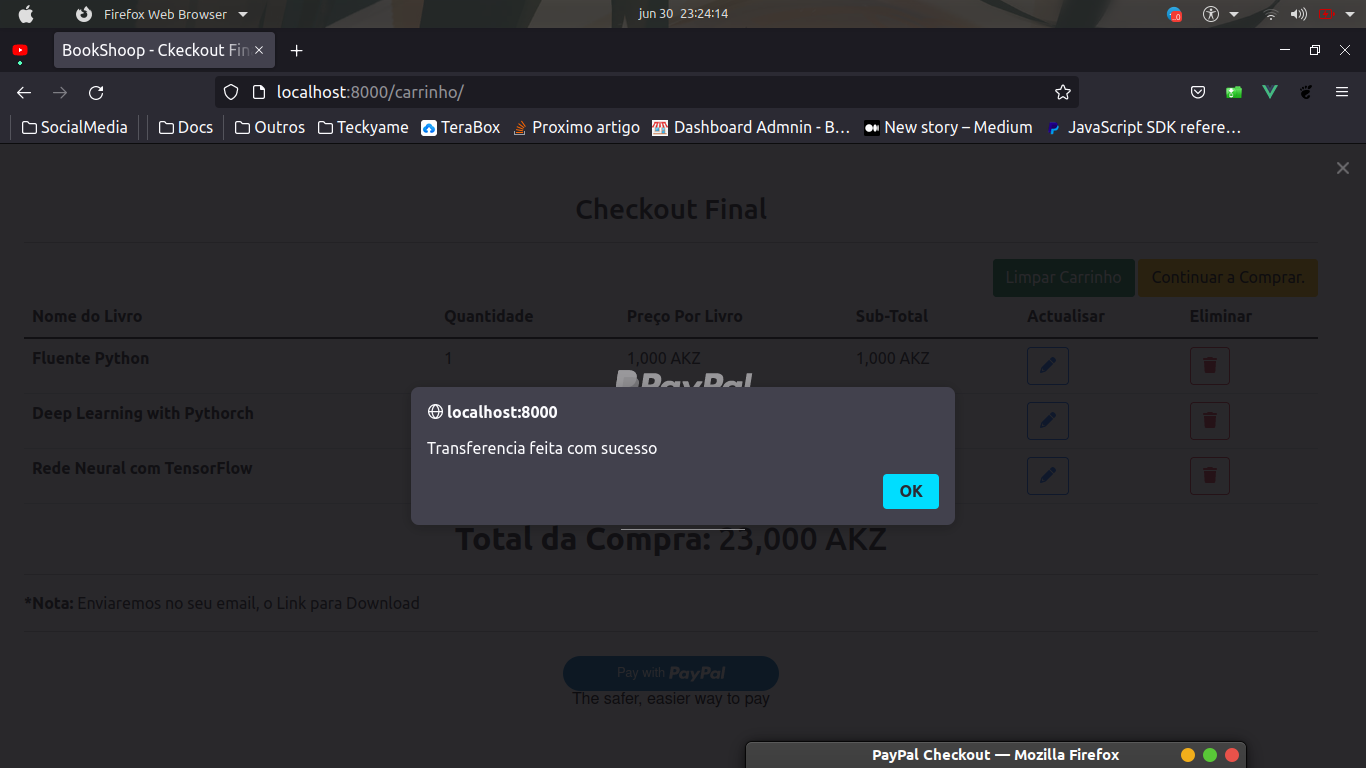 Firefox Web Browser jun 30 23:24:14
BookShoop - Ckeckout Fin
localhost:8000/carrinho/
SocialMedia Docs Outros Teckyame TeraBox Proximo artigo Dashboard Admnin - B… New story – Medium JavaScript SDK refere…
Checkout Final
Limpar Carrinho Continuar a Comprar.
Nome do Livro Quantidade Preço Por Livro Sub-Total Actualisar Eliminar
Fluente Python 1 1,000 AKZ 1,000 AKZ
PayPal
Deep Learning with Pythorch
Rede Neural com TensorFlow
localhost:8000
Transferencia feita com sucesso
OK
Total da Compra: 23,000 AKZ
*Nota: Enviaremos no seu email, o Link para Download
Pay with PayPal
The safer, easier way to pay
PayPal Checkout — Mozilla Firefox